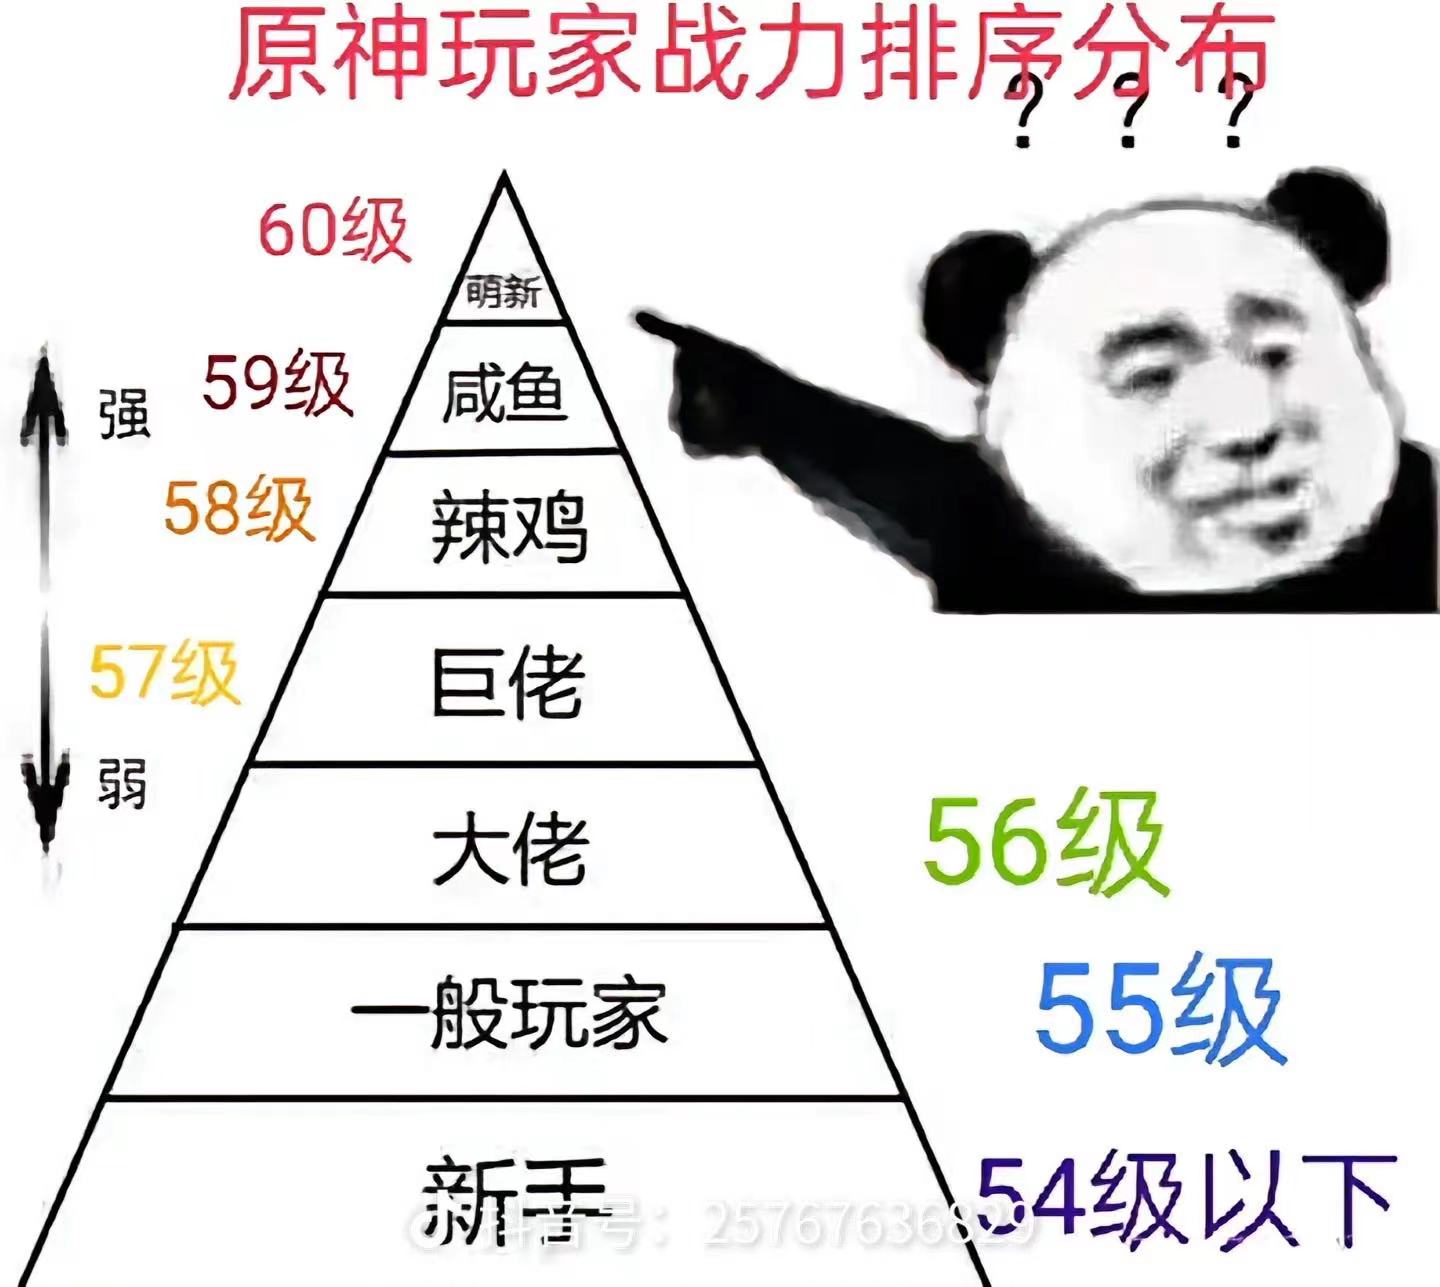 原神玩家战力排序分布
？？？
60级
萌新
59级
强
咸鱼
58级
辣鸡
57级
巨佬
弱
大佬
56级
一般玩家
55级
新手
54级以下
抖音号：25767636829